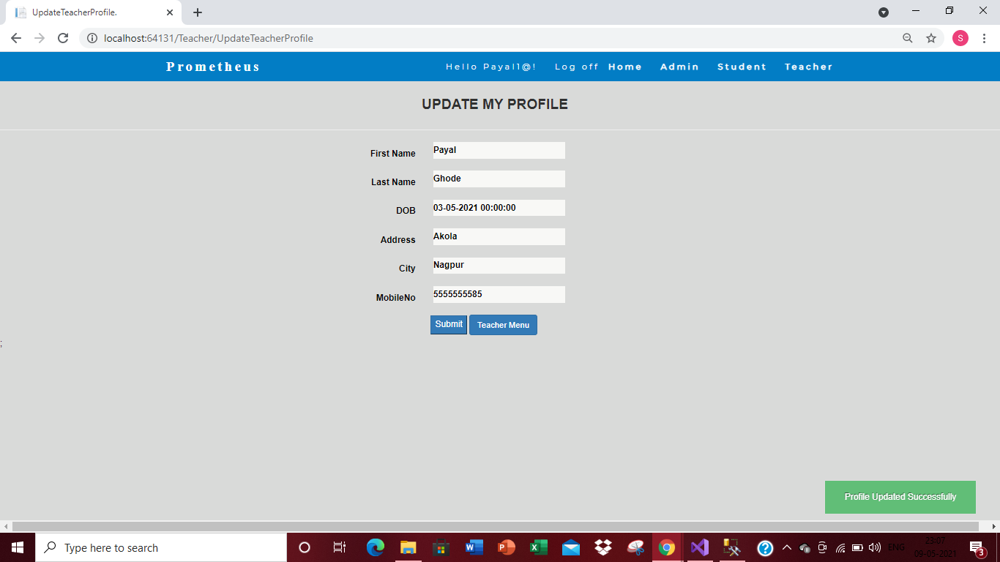 UpdateTeacherProfile.
localhost:64131/Teacher/UpdateTeacherProfile
S
Prometheus Hello Payal1@! Log off Home Admin Student Teacher
UPDATE MY PROFILE
First Name Payal
Last Name Ghode
DOB 03-05-2021 00:00:00
Address Akola
City Nagpur
MobileNo 5555555585
Submit Teacher Menu
;
Profile Updated Successfully
Type here to search
ENG
23:07
09-05-2021
3